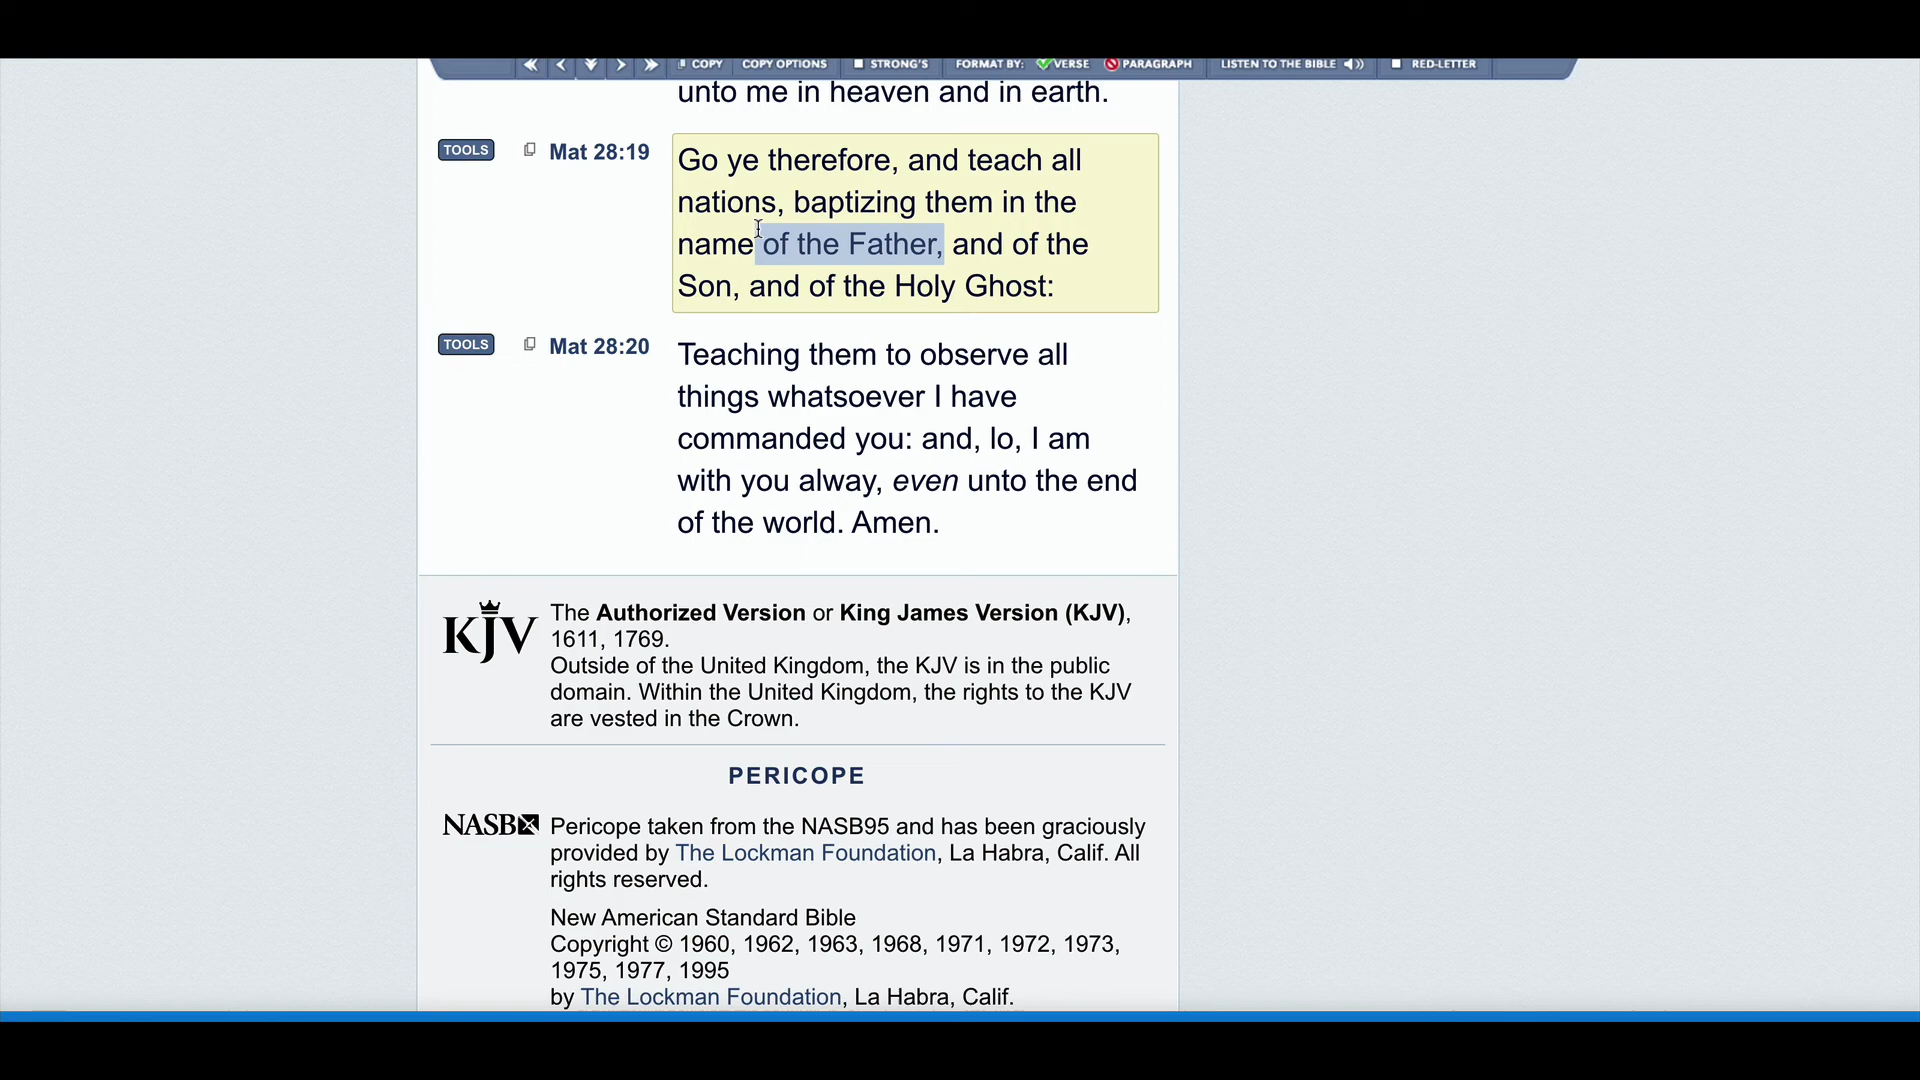 COPY COPY OPTIONS STRONG'S FORMAT BY: VERSE PARAGRAPH LISTEN TO THE BIBLE RED-LETTER
unto me in heaven and in earth.
TOOLS Mat 28:19 Go ye therefore, and teach all
nations, baptizing them in the
name of the Father, and of the
Son, and of the Holy Ghost:
TOOLS Mat 28:20 Teaching them to observe all
things whatsoever I have
commanded you: and, lo, I am
with you alway, even unto the end
of the world. Amen.
KJV
The Authorized Version or King James Version (KJV),
1611, 1769.
Outside of the United Kingdom, the KJV is in the public
domain. Within the United Kingdom, the rights to the KJV
are vested in the Crown.
PERICOPE
NASB
Pericope taken from the NASB95 and has been graciously
provided by The Lockman Foundation, La Habra, Calif. All
rights reserved.
New American Standard Bible
Copyright © 1960, 1962, 1963, 1968, 1971, 1972, 1973,
1975, 1977, 1995
by The Lockman Foundation, La Habra, Calif.